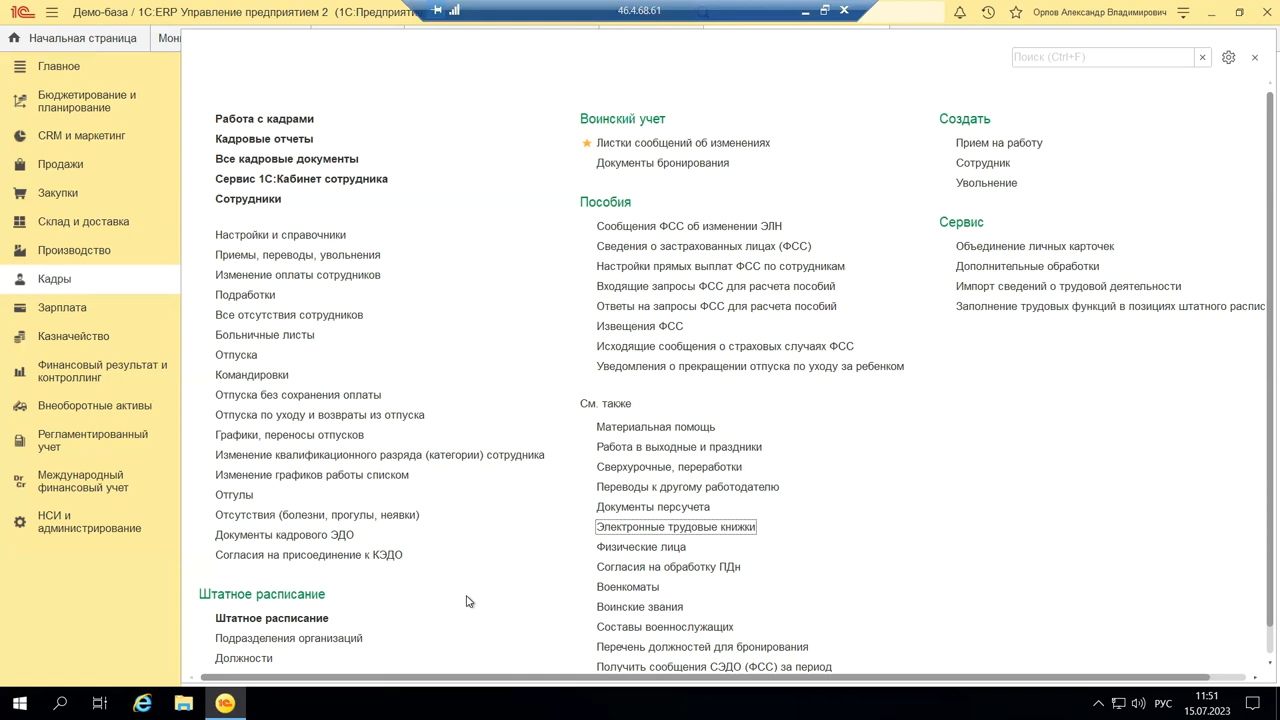 Демо-база / 1С:ERP Управление предприятием 2 (1С:Предприятие
46.4.68.61
Орлов Александр Владимирович
Начальная страница
Мони
Поиск (Ctrl+F)
Главное
Бюджетирование и
планирование
CRM и маркетинг
Продажи
Закупки
Склад и доставка
Производство
Кадры
Зарплата
Казначейство
Финансовый результат и
контроллинг
Внеоборотные активы
Регламентированный
учет
Международный
финансовый учет
НСИ и
администрирование
Работа с кадрами
Кадровые отчеты
Все кадровые документы
Сервис 1С:Кабинет сотрудника
Сотрудники
Настройки и справочники
Приемы, переводы, увольнения
Изменение оплаты сотрудников
Подработки
Все отсутствия сотрудников
Больничные листы
Отпуска
Командировки
Отпуска без сохранения оплаты
Отпуска по уходу и возвраты из отпуска
Графики, переносы отпусков
Изменение квалификационного разряда (категории) сотрудника
Изменение графиков работы списком
Отгулы
Отсутствия (болезни, прогулы, неявки)
Документы кадрового ЭДО
Согласия на присоединение к КЭДО
Штатное расписание
Штатное расписание
Подразделения организаций
Должности
Воинский учет
Листки сообщений об изменениях
Документы бронирования
Пособия
Сообщения ФСС об изменении ЭЛН
Сведения о застрахованных лицах (ФСС)
Настройки прямых выплат ФСС по сотрудникам
Входящие запросы ФСС для расчета пособий
Ответы на запросы ФСС для расчета пособий
Извещения ФСС
Исходящие сообщения о страховых случаях ФСС
Уведомления о прекращении отпуска по уходу за ребенком
См. также
Материальная помощь
Работа в выходные и праздники
Сверхурочные, переработки
Переводы к другому работодателю
Документы персучета
Электронные трудовые книжки
Физические лица
Согласия на обработку ПДн
Военкоматы
Воинские звания
Составы военнослужащих
Перечень должностей для бронирования
Получить сообщения СЭДО (ФСС) за период
Создать
Прием на работу
Сотрудник
Увольнение
Сервис
Объединение личных карточек
Дополнительные обработки
Импорт сведений о трудовой деятельности
Заполнение трудовых функций в позициях штатного распис
РУС
11:51
15.07.2023